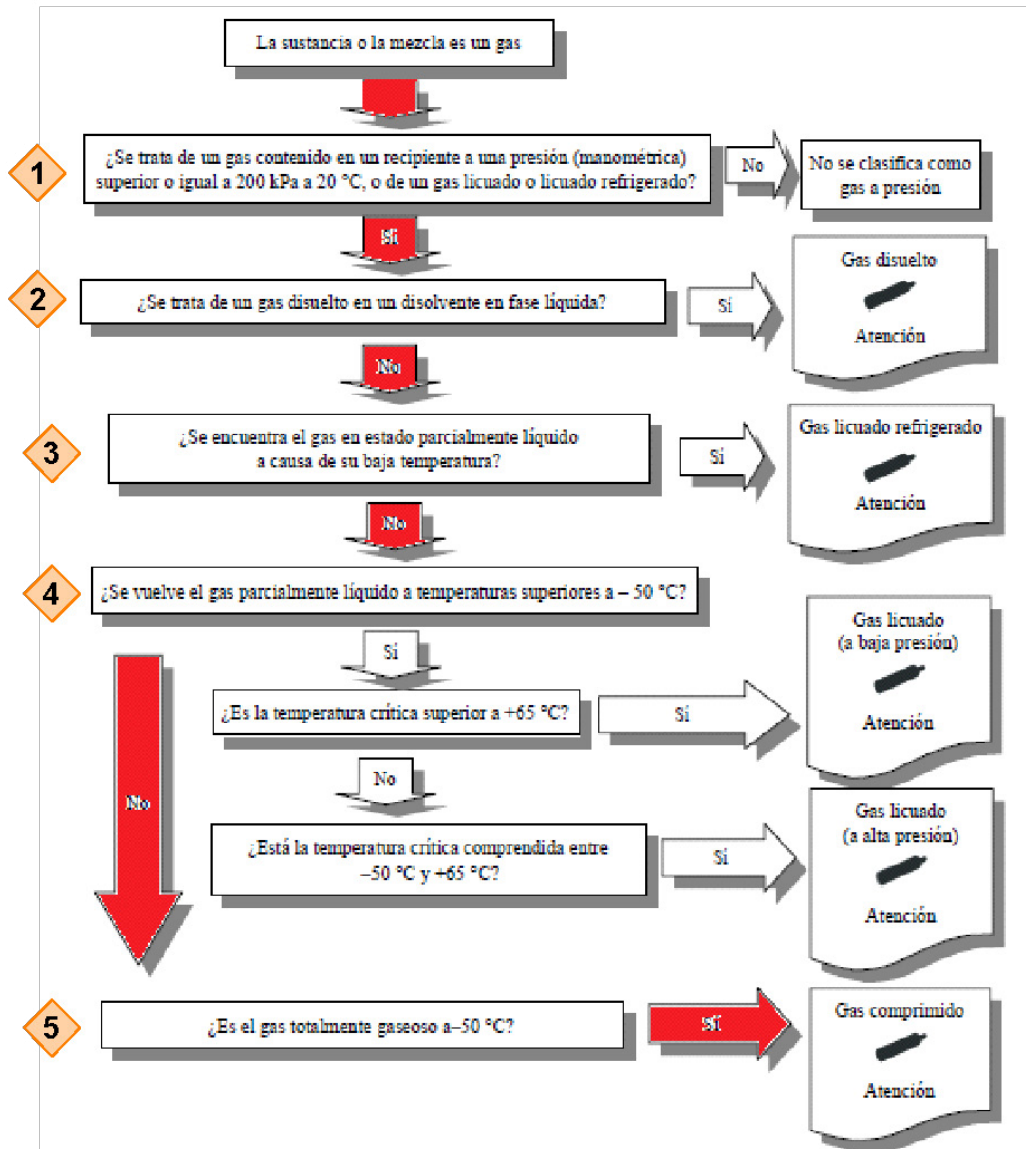 La sustancia o la mezcla es un gas
1
¿Se trata de un gas contenido en un recipiente a una presión (manométrica)
superior o igual a 200 kPa a 20 °C, o de un gas licuado o licuado refrigerado?
No
No se clasifica como
gas a presión
Sí
2
¿Se trata de un gas disuelto en un disolvente en fase líquida?
Sí
Gas disuelto
Atención
No
3
¿Se encuentra el gas en estado parcialmente líquido
a causa de su baja temperatura?
Sí
Gas licuado refrigerado
Atención
No
4
¿Se vuelve el gas parcialmente líquido a temperaturas superiores a – 50 °C?
Sí
¿Es la temperatura crítica superior a +65 °C?
Sí
Gas licuado
(a baja presión)
Atención
No
No
¿Está la temperatura crítica comprendida entre
–50 °C y +65 °C?
Sí
Gas licuado
(a alta presión)
Atención
5
¿Es el gas totalmente gaseoso a–50 °C?
Sí
Gas comprimido
Atención